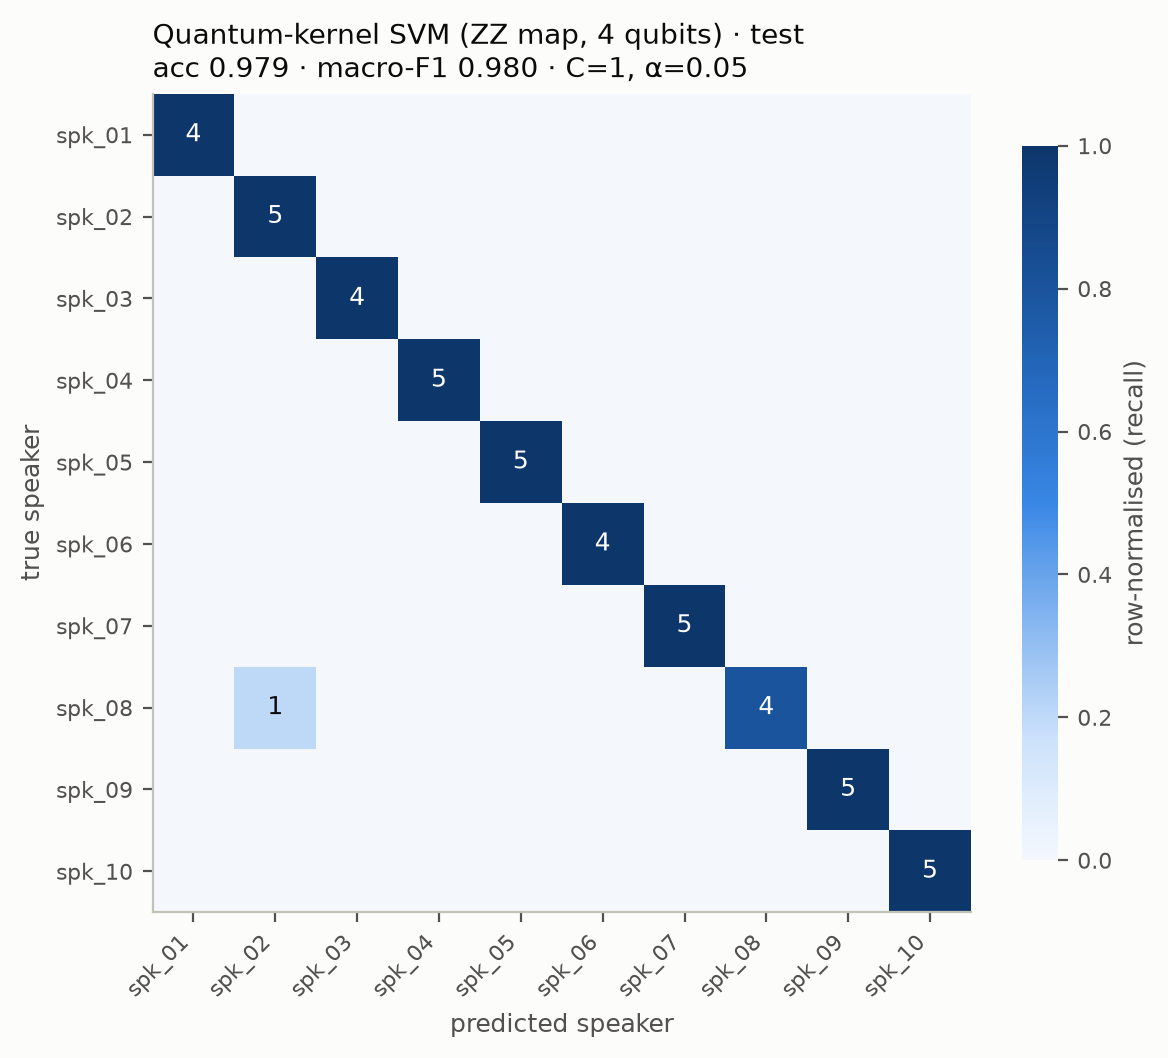 Quantum-kernel SVM (ZZ map, 4 qubits) · test
acc 0.979 · macro-F1 0.980 · C=1, α=0.05
true speaker
spk_01
4
spk_02
5
spk_03
4
spk_04
5
spk_05
5
spk_06
4
spk_07
5
spk_08
1
4
spk_09
5
spk_10
5
spk_01
spk_02
spk_03
spk_04
spk_05
spk_06
spk_07
spk_08
spk_09
spk_10
predicted speaker
1.0
0.8
0.6
0.4
0.2
0.0
row-normalised (recall)